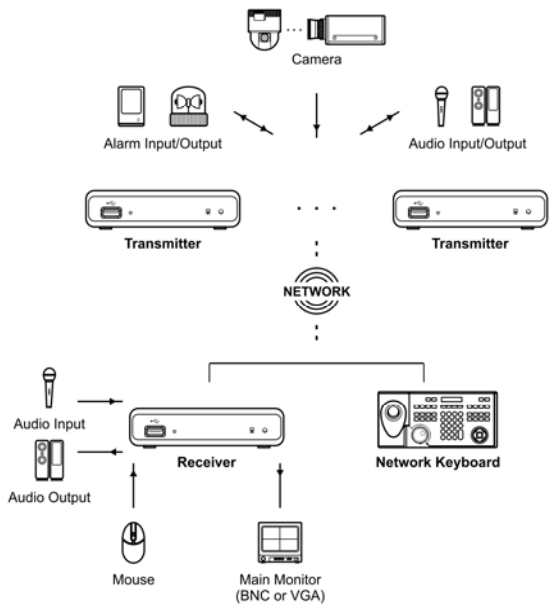 Camera
Alarm Input/Output
Audio Input/Output
Transmitter
Transmitter
NETWORK
Audio Input
Audio Output
Receiver
Network Keyboard
Mouse
Main Monitor
(BNC or VGA)